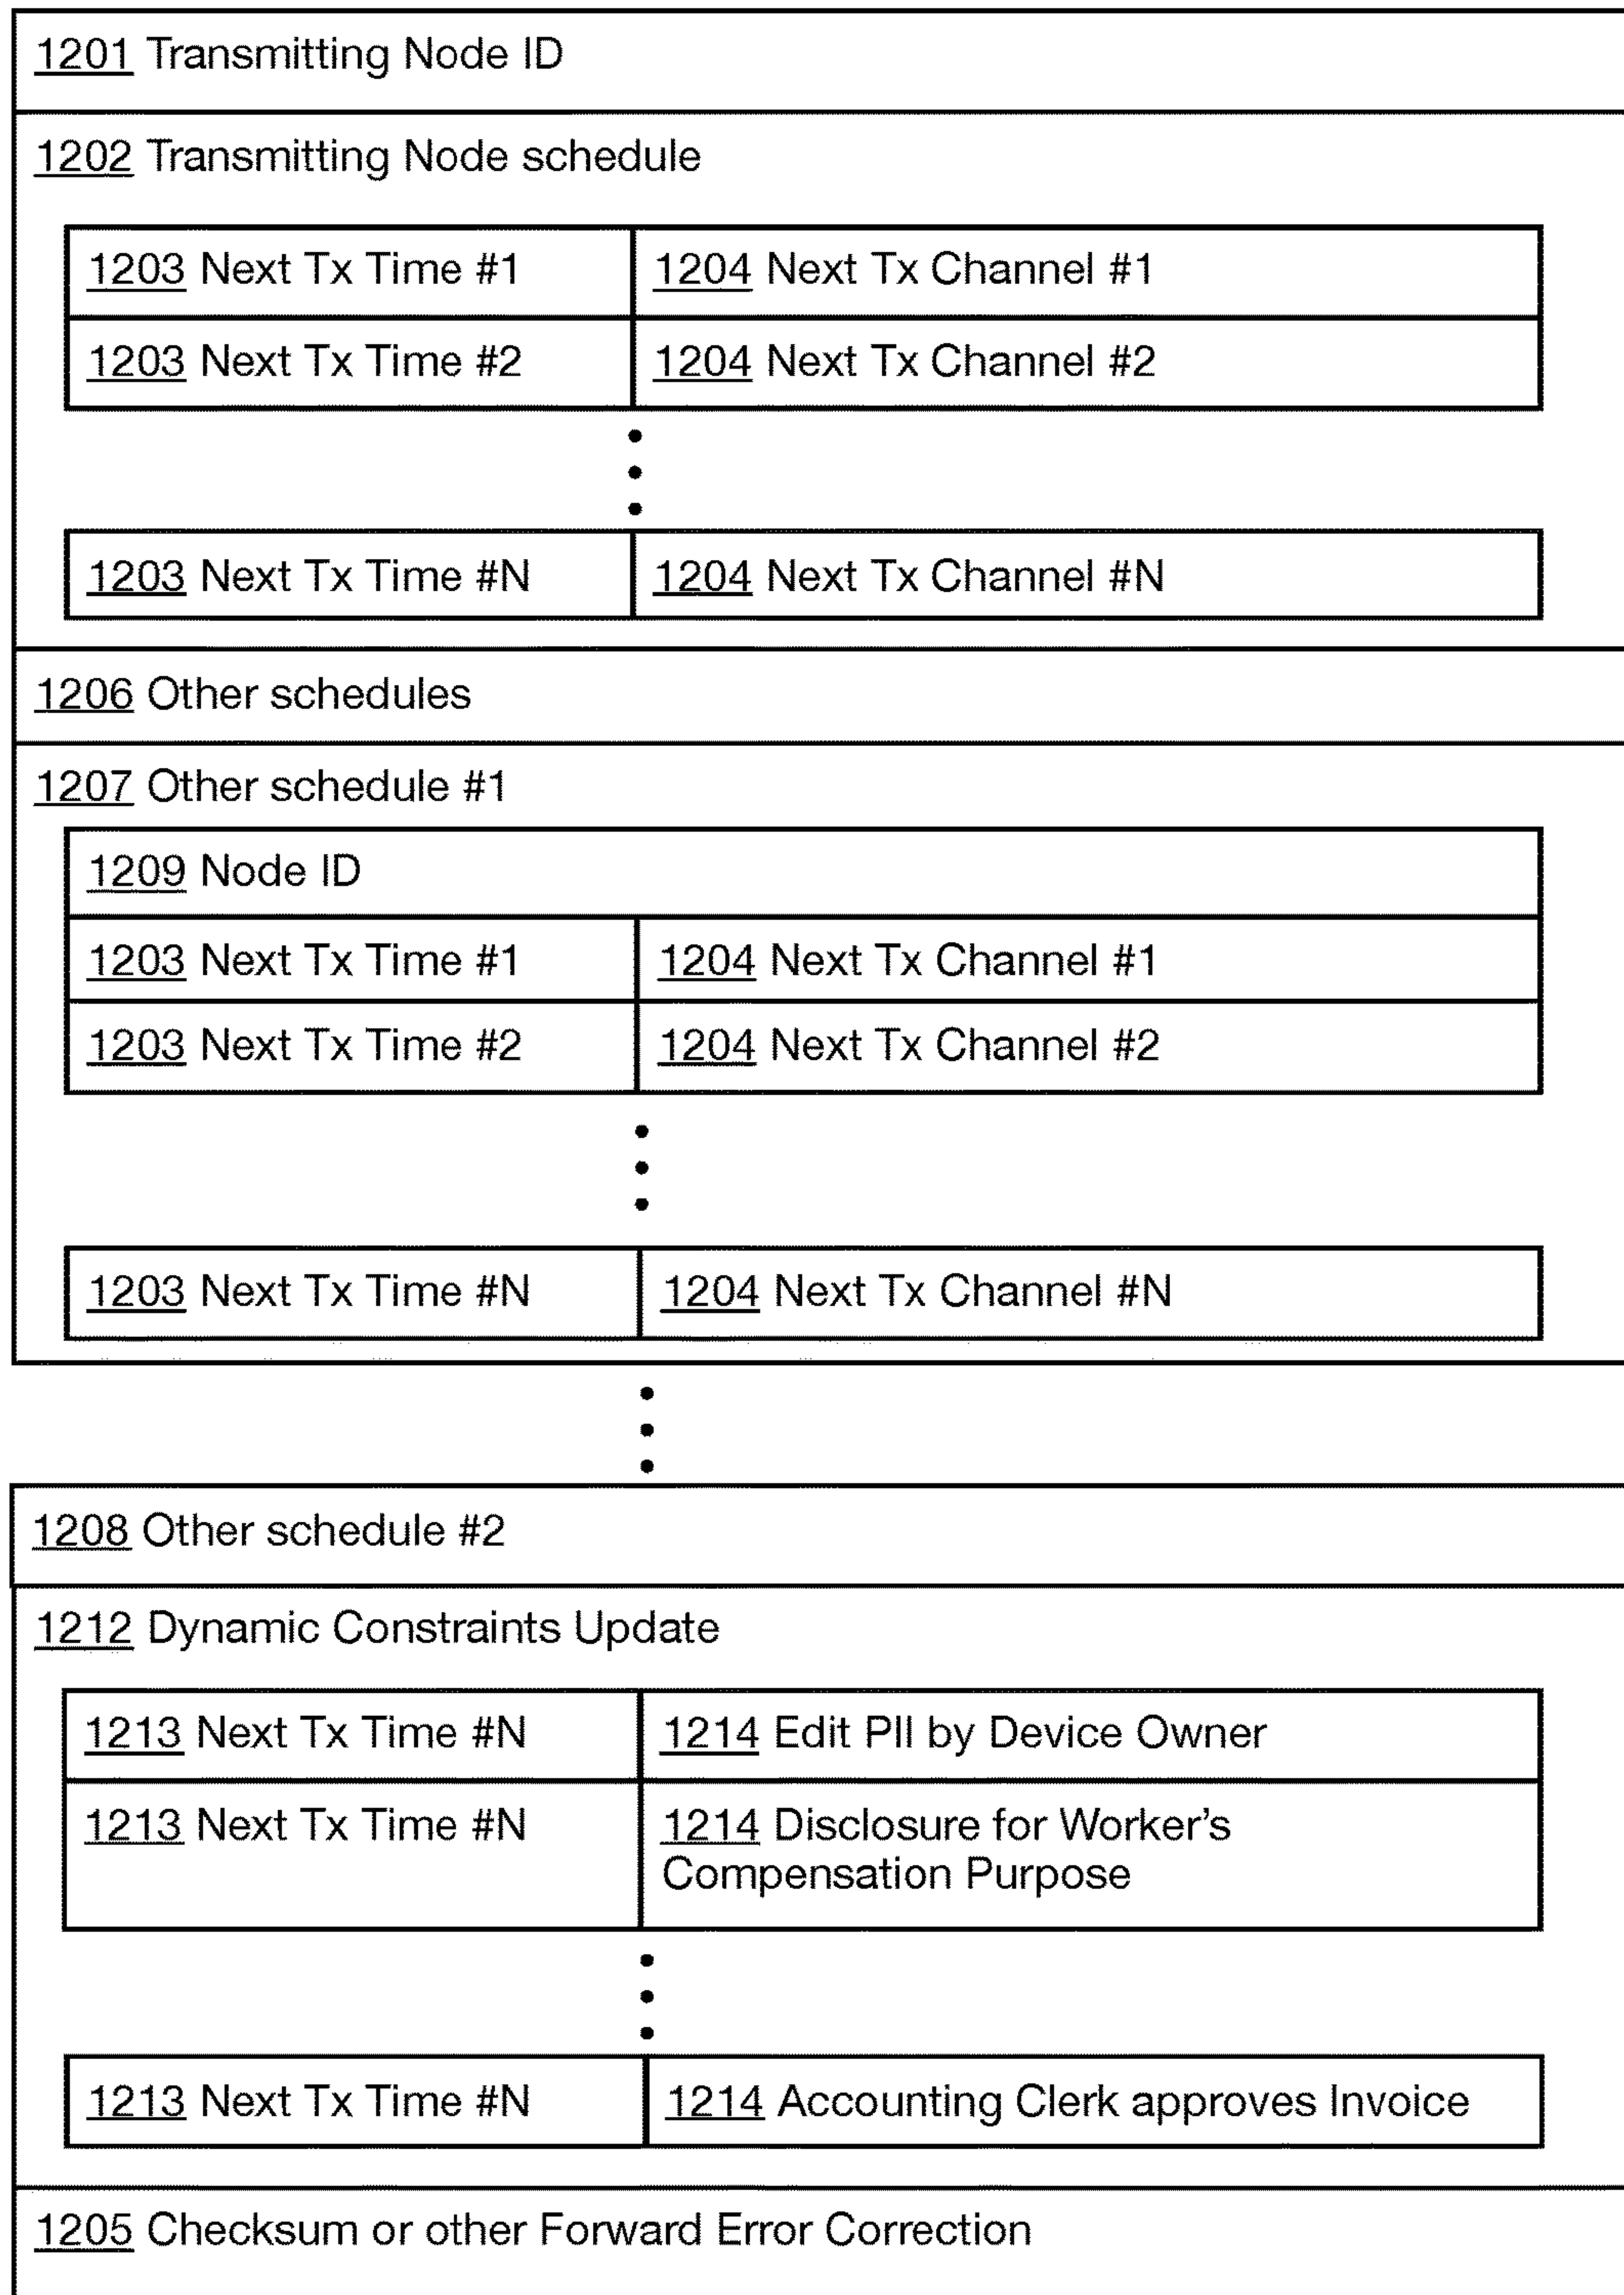 1201 Transmitting Node ID
1202 Transmitting Node schedule
1203 Next Tx Time #1 1204 Next Tx Channel #1
1203 Next Tx Time #2 1204 Next Tx Channel #2
1203 Next Tx Time #N 1204 Next Tx Channel #N
1206 Other schedules
1207 Other schedule #1
1209 Node ID
1203 Next Tx Time #1 1204 Next Tx Channel #1
1203 Next Tx Time #2 1204 Next Tx Channel #2
1203 Next Tx Time #N 1204 Next Tx Channel #N
1208 Other schedule #2
1212 Dynamic Constraints Update
1213 Next Tx Time #N 1214 Edit PII by Device Owner
1213 Next Tx Time #N 1214 Disclosure for Worker's
Compensation Purpose
1213 Next Tx Time #N 1214 Accounting Clerk approves Invoice
1205 Checksum or other Forward Error Correction